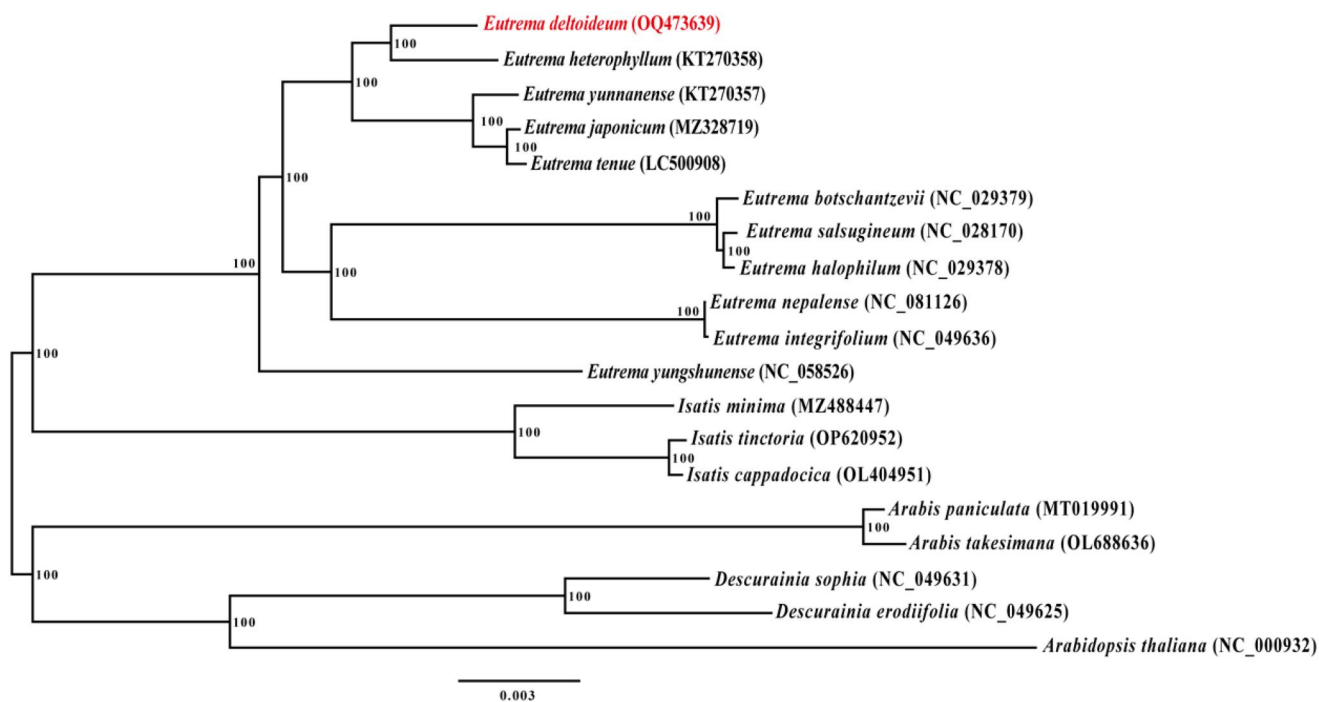 Eutrema deltoideum (OQ473639)
100
Eutrema heterophyllum (KT270358)
100
Eutrema yunnanense (KT270357)
100
Eutrema japonicum (MZ328719)
100
Eutrema tenue (LC500908)
100
Eutrema botschantzevii (NC_029379)
100
Eutrema salsugineum (NC_028170)
100
Eutrema halophilum (NC_029378)
100
100
Eutrema nepalense (NC_081126)
100
Eutrema integrifolium (NC_049636)
100
Eutrema yungshunense (NC_058526)
Isatis minima (MZ488447)
100
Isatis tinctoria (OP620952)
100
Isatis cappadocica (OL404951)
Arabis paniculata (MT019991)
100
Arabis takesimana (OL688636)
100
Descurainia sophia (NC_049631)
100
Descurainia erodiifolia (NC_049625)
100
Arabidopsis thaliana (NC_000932)
0.003